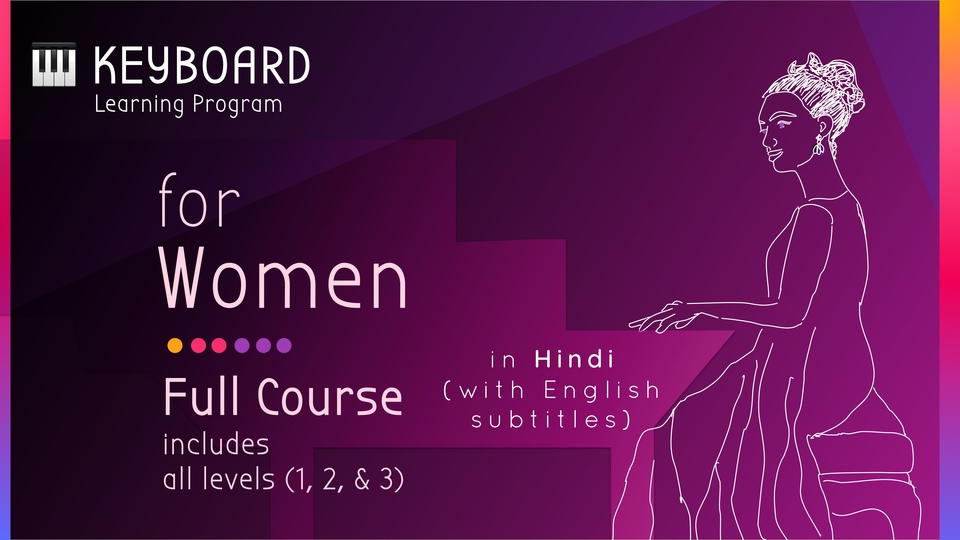 KEYBOARD
Learning Program
for
Women
Full Course
includes
all levels (1, 2, & 3)
in Hindi
(with English
subtitles)